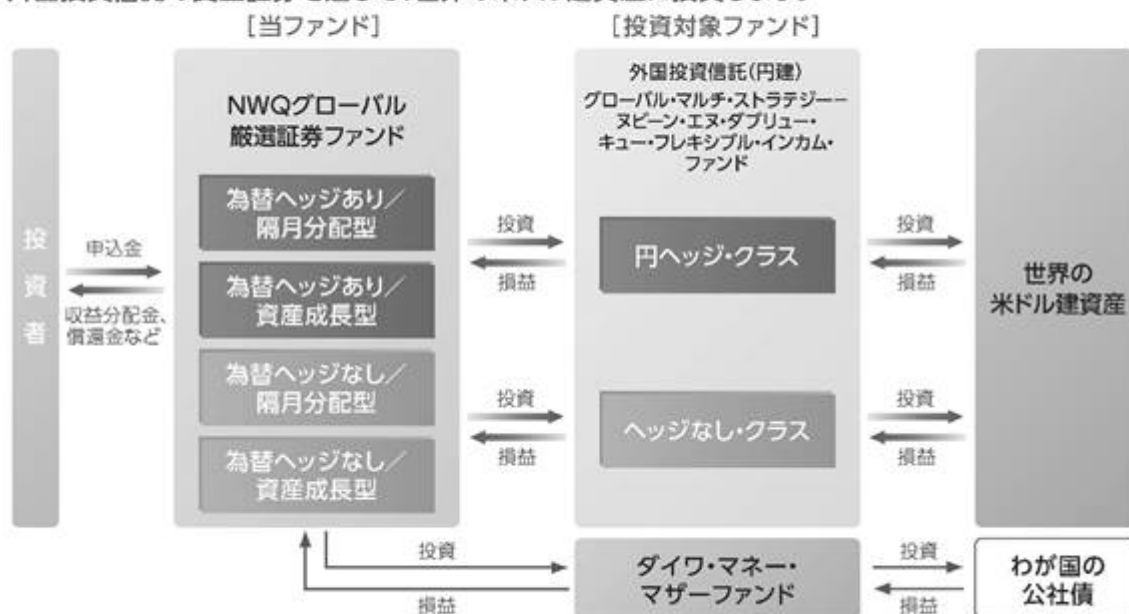 [当ファンド]
[投資対象ファンド]
投資者
申込金
収益分配金、
償還金など
NWQグローバル
厳選証券ファンド
為替ヘッジあり/
隔月分配型
為替ヘッジあり/
資産成長型
為替ヘッジなし/
隔月分配型
為替ヘッジなし/
資産成長型
投資
損益
投資
損益
外国投資信託(円建)
グローバル・マルチ・ストラテジー−
ヌビーン・エヌ・ダブリュー・
キュー・フレキシブル・インカム・
ファンド
円ヘッジ・クラス
ヘッジなし・クラス
投資
損益
投資
損益
世界の
米ドル建資産
投資
損益
ダイワ・マネー・
マザーファンド
投資
損益
わが国の
公社債